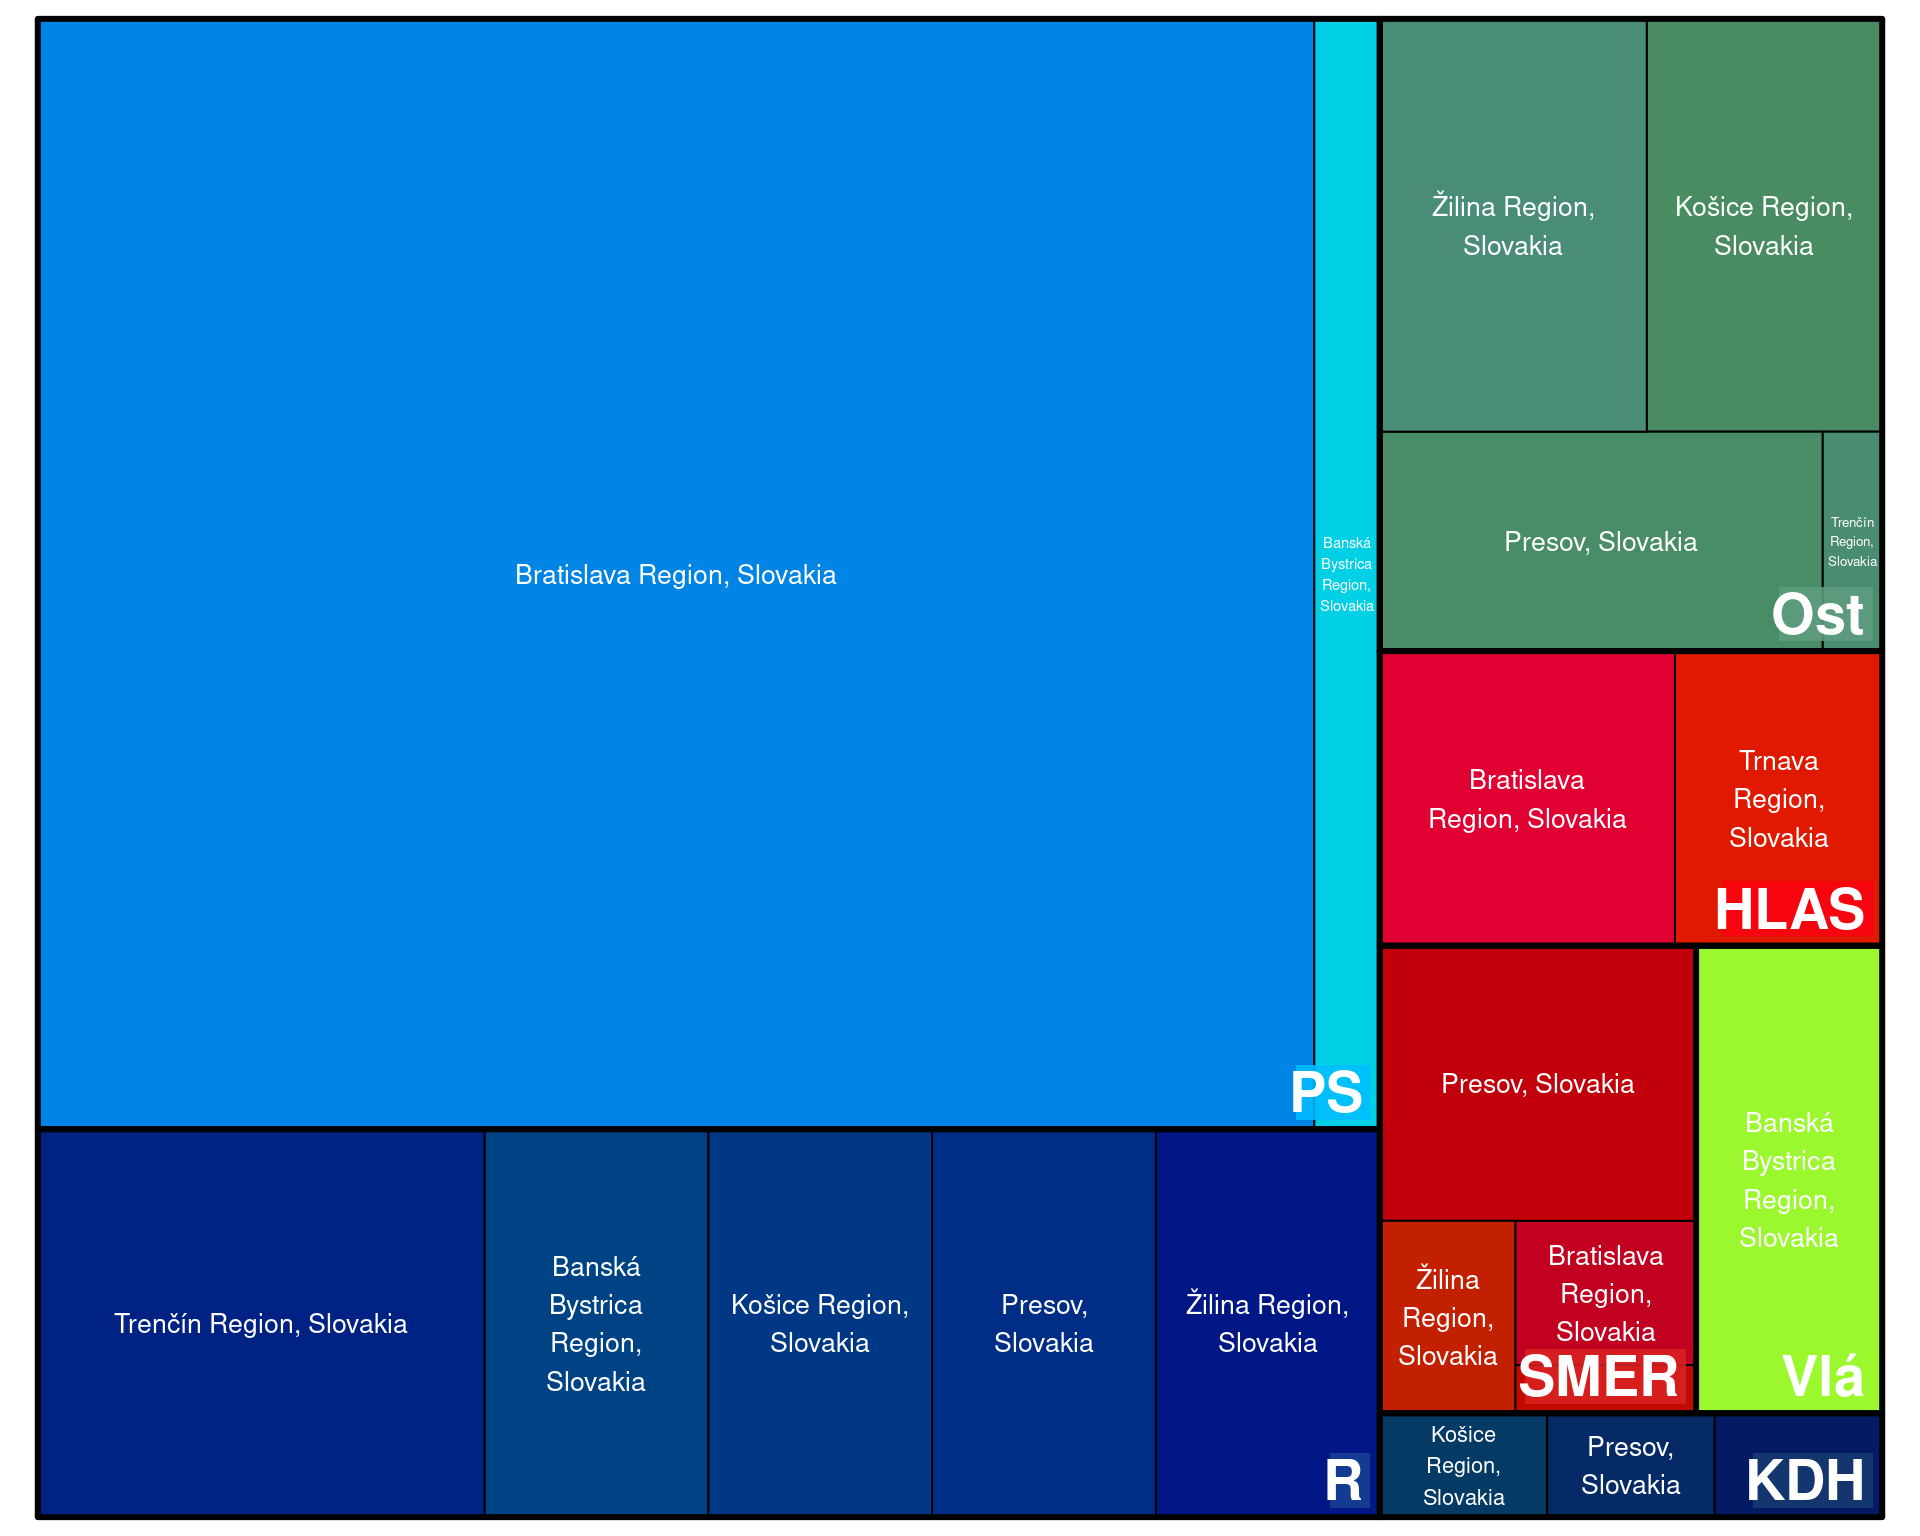 Bratislava Region, Slovakia
Banská
Bystrica
Region,
Slovakia
PS
Trenčín Region, Slovakia
Banská
Bystrica
Region,
Slovakia
Košice Region,
Slovakia
Presov,
Slovakia
Žilina Region,
Slovakia
R
Žilina Region,
Slovakia
Košice Region,
Slovakia
Presov, Slovakia
Trenčín
Region,
Slovakia
Ost
Bratislava
Region, Slovakia
Trnava
Region,
Slovakia
HLAS
Presov, Slovakia
Žilina
Region,
Slovakia
Bratislava
Region,
Slovakia
SMER
Banská
Bystrica
Region,
Slovakia
Vlá
Košice
Region,
Slovakia
Presov,
Slovakia
KDH